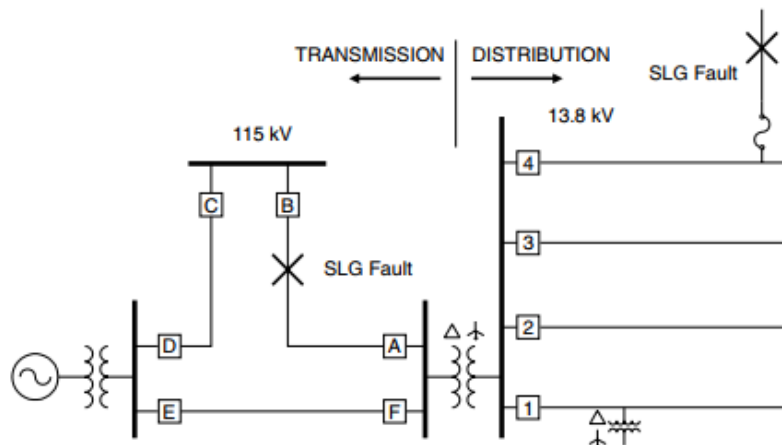 TRANSMISSION DISTRIBUTION
SLG Fault
115 kV
13.8 kV
4
C B
3
SLG Fault
2
D A
E F
1